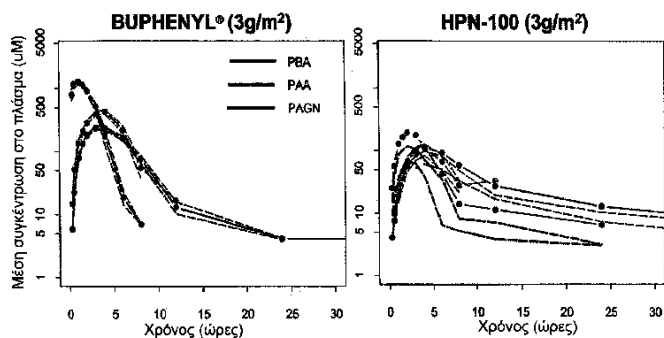 BUPHENYL® (3g/m²)
HPN-100 (3g/m²)
Μέση συγκέντρωση στο πλάσμα (uM)
5000
500
50
10
5
1
PBA
PAA
PAGN
0 5 10 15 20 25 30
Χρόνος (ώρες)
5000
500
50
10
5
1
0 5 10 15 20 25 30
Χρόνος (ώρες)